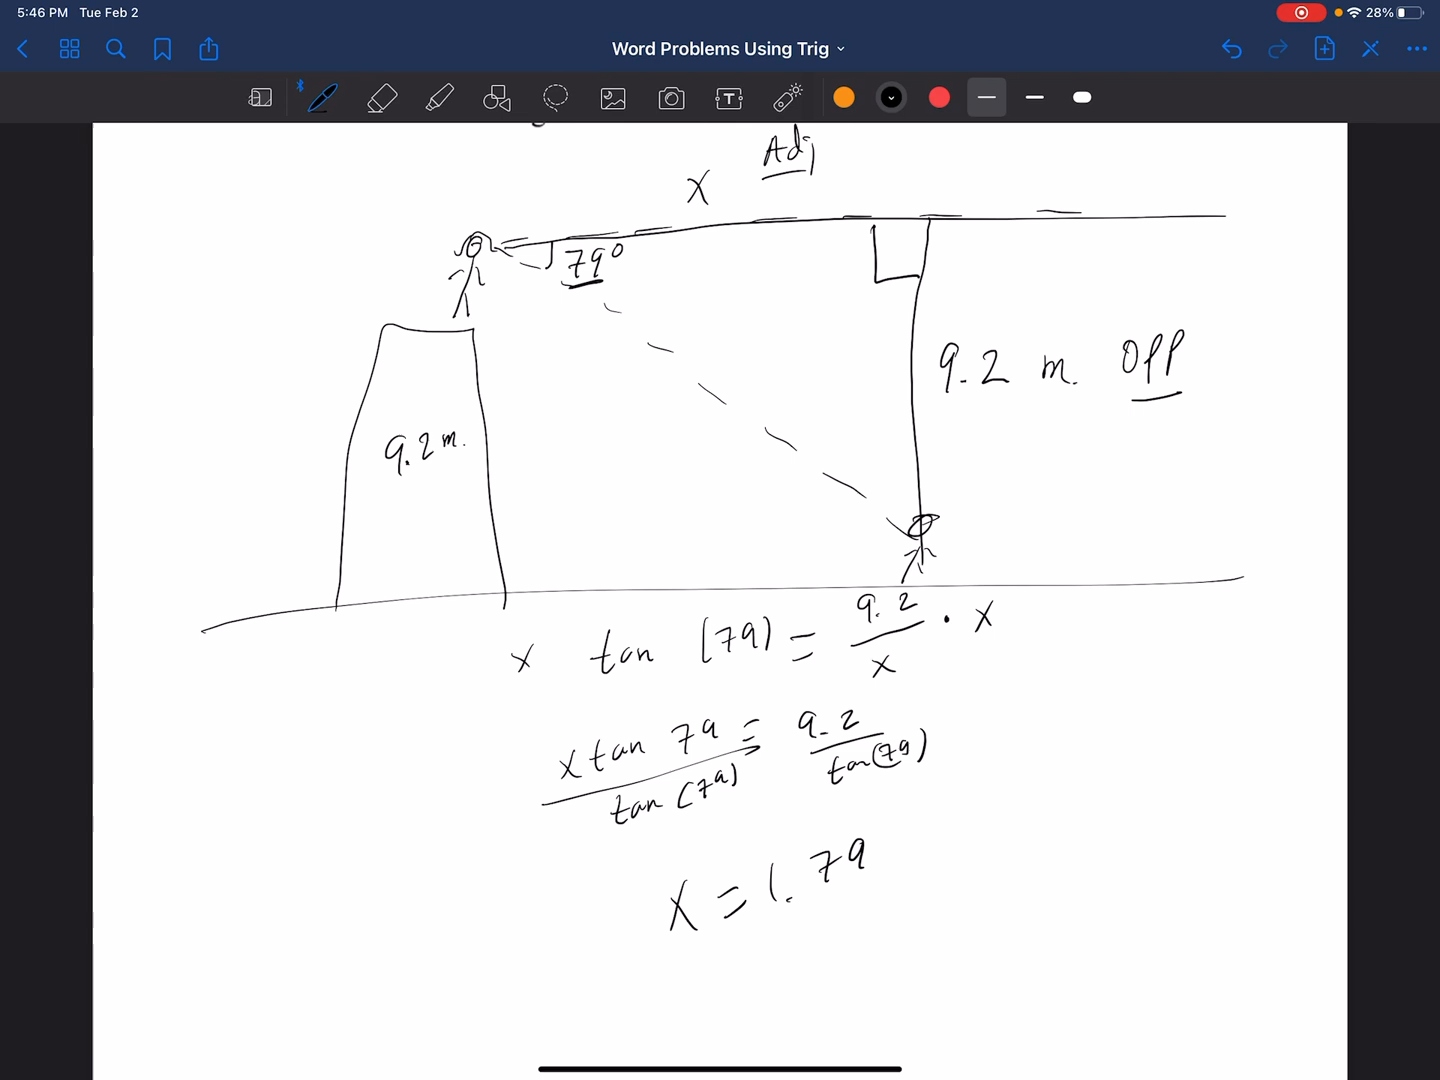 5:46 PM Tue Feb 2
28%
Word Problems Using Trig
T
Adj
X
79°
9.2 m. Opp
9.2 m.
x tan (79) = 9.2/x · x
x tan 79/tan (79) = 9.2/tan(79)
X = 1.79